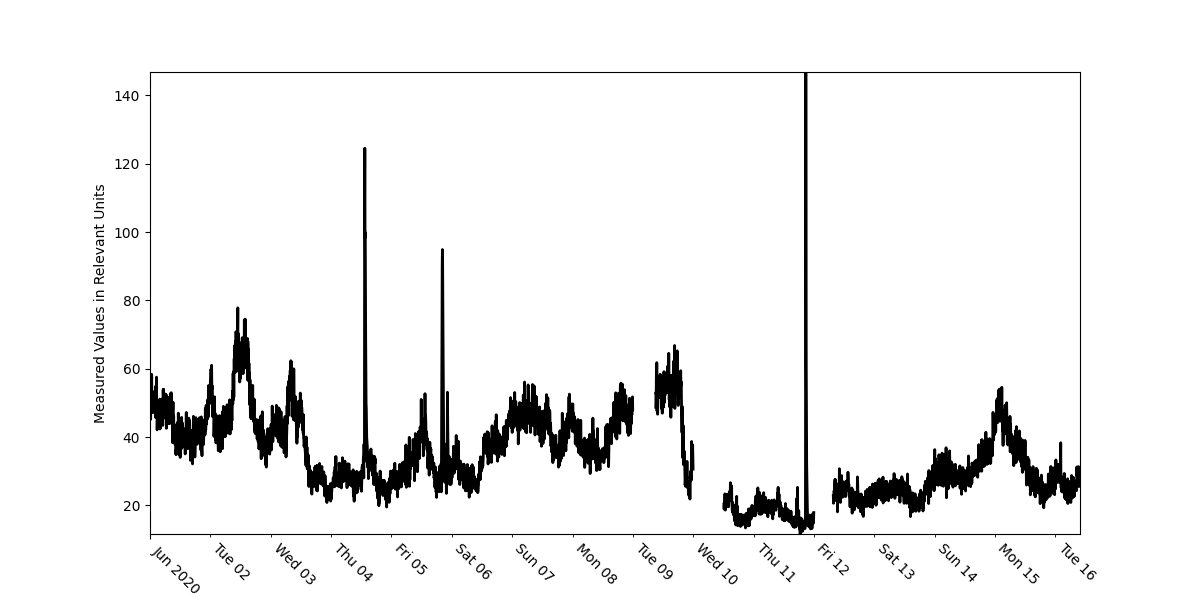 140
120
100
80
60
40
20
Measured Values in Relevant Units
Jun 2020
Tue 02
Wed 03
Thu 04
Fri 05
Sat 06
Sun 07
Mon 08
Tue 09
Wed 10
Thu 11
Fri 12
Sat 13
Sun 14
Mon 15
Tue 16